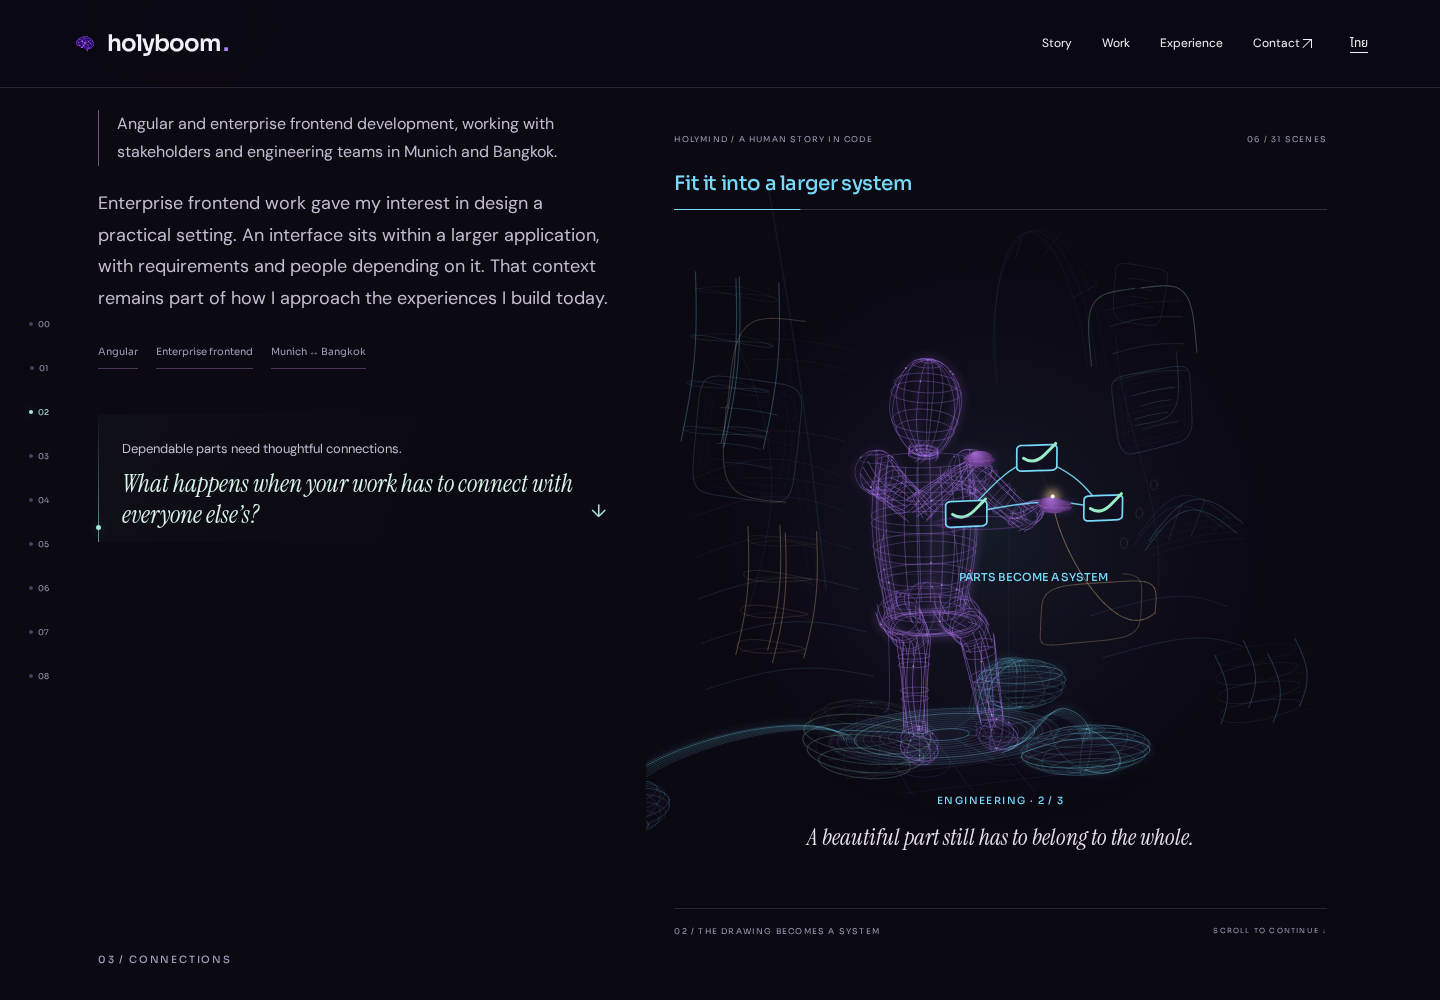 holyboom.
Story
Work
Experience
Contact
ไทย
Angular and enterprise frontend development, working with
stakeholders and engineering teams in Munich and Bangkok.
Enterprise frontend work gave my interest in design a
practical setting. An interface sits within a larger application,
with requirements and people depending on it. That context
remains part of how I approach the experiences I build today.
Angular
Enterprise frontend
Munich ↔ Bangkok
00
01
02
03
04
05
06
07
08
Dependable parts need thoughtful connections.
What happens when your work has to connect with
everyone else’s?
03 / CONNECTIONS
HOLYMIND / A HUMAN STORY IN CODE
06 / 31 SCENES
Fit it into a larger system
PARTS BECOME A SYSTEM
ENGINEERING · 2 / 3
A beautiful part still has to belong to the whole.
02 / THE DRAWING BECOMES A SYSTEM
SCROLL TO CONTINUE ↓